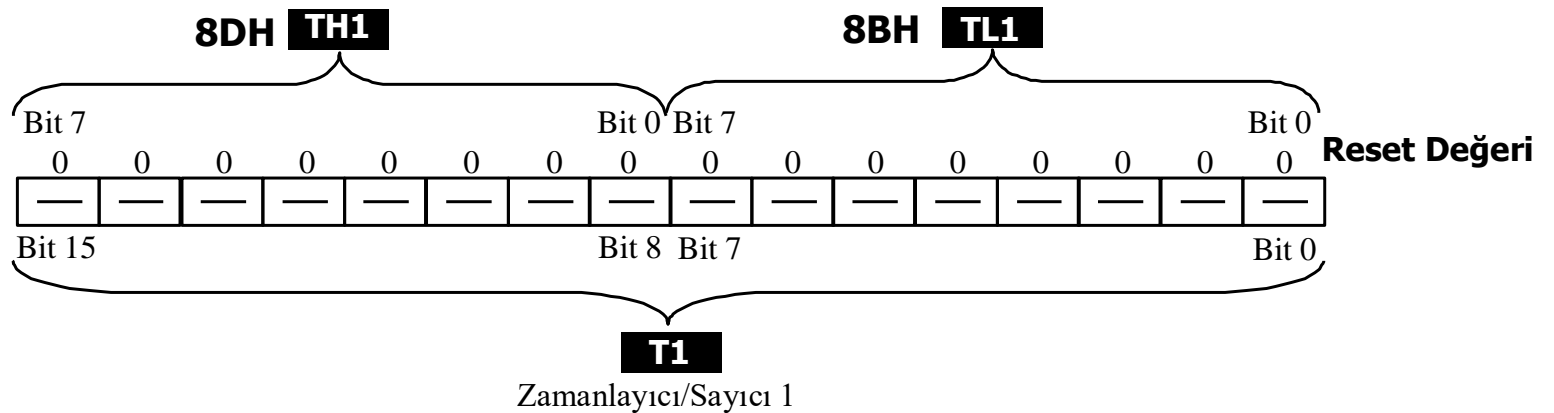 8DH TH1 8BH TL1
Bit 7 Bit 0 Bit 7 Bit 0
0 0 0 0 0 0 0 0 0 0 0 0 0 0 0 0 Reset Değeri
— — — — — — — — — — — — — — — —
Bit 15 Bit 8 Bit 7 Bit 0
T1
Zamanlayıcı/Sayıcı 1